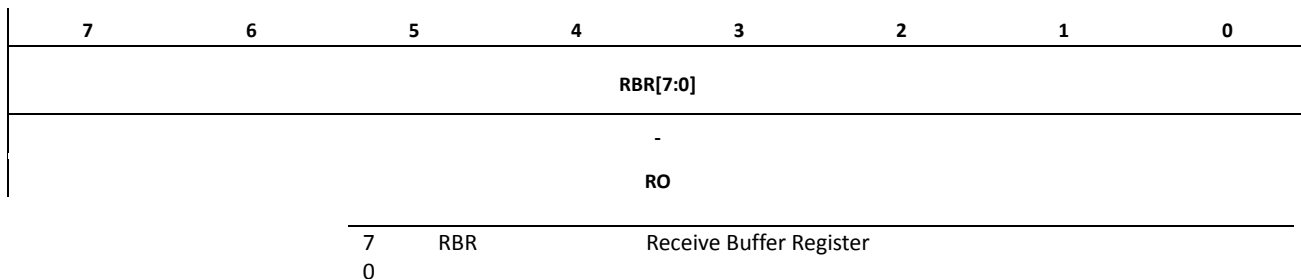 7 6 5 4 3 2 1 0
RBR[7:0]
-
RO
7 RBR Receive Buffer Register
0